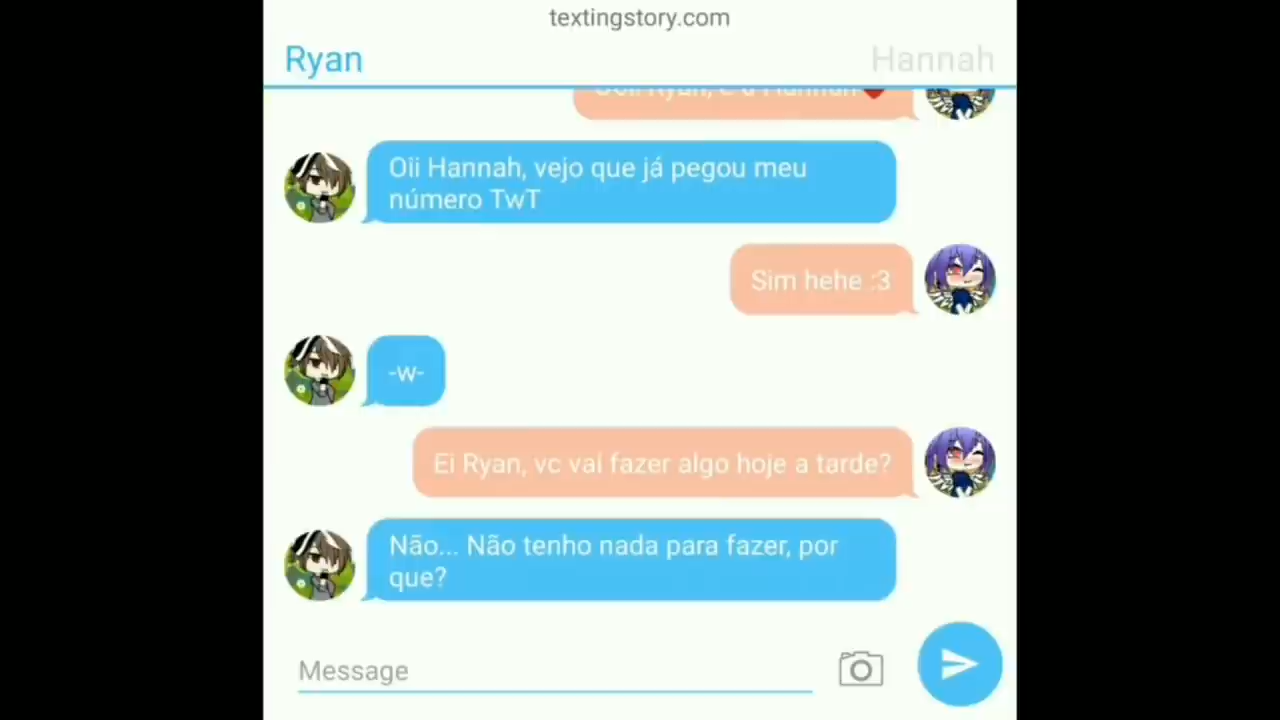 textingstory.com
Ryan
Hannah
Oii Hannah, vejo que já pegou meu
número TwT
Sim hehe :3
-w-
Ei Ryan, vc vai fazer algo hoje a tarde?
Não... Não tenho nada para fazer, por
que?
Message